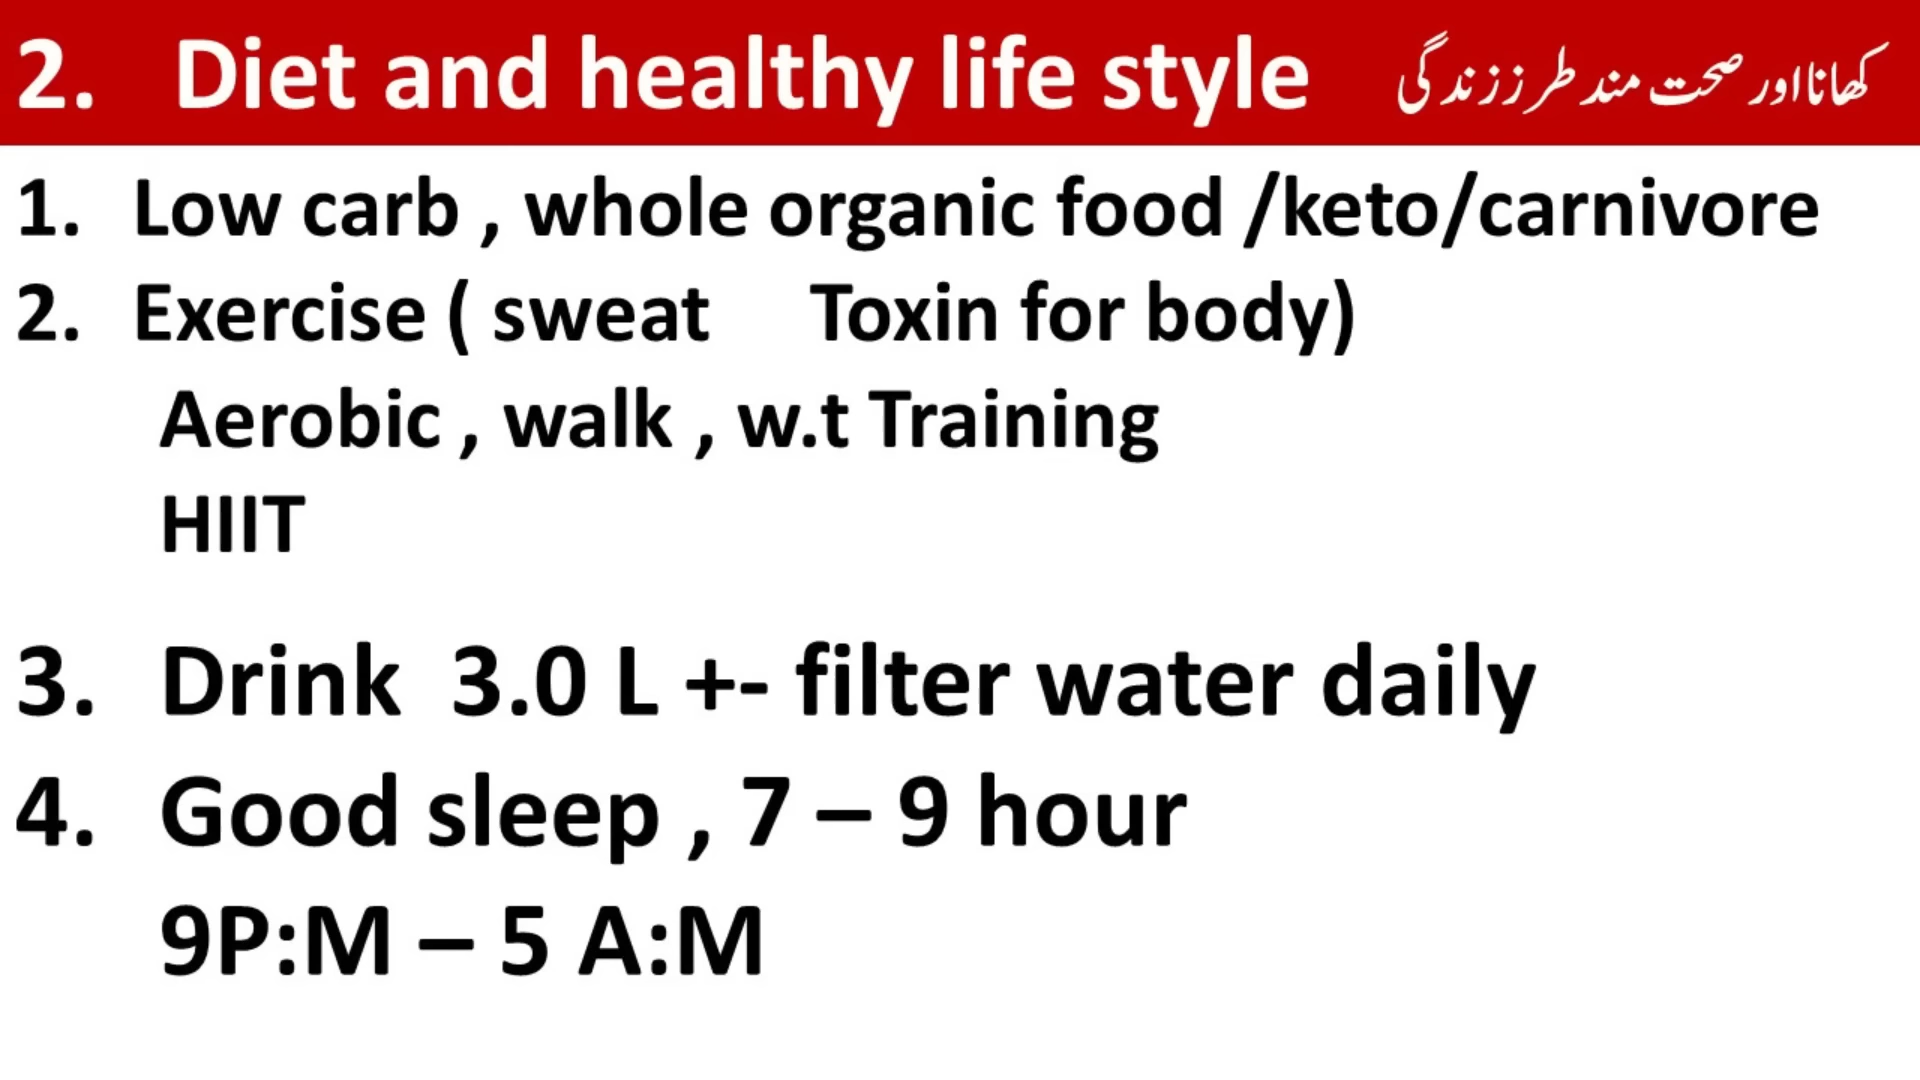 2. Diet and healthy life style کھانا اور صحت مند طرز زندگی
1. Low carb , whole organic food /keto/carnivore
2. Exercise ( sweat Toxin for body)
Aerobic , walk , w.t Training
HIIT
3. Drink 3.0 L +- filter water daily
4. Good sleep , 7 – 9 hour
9P:M – 5 A:M